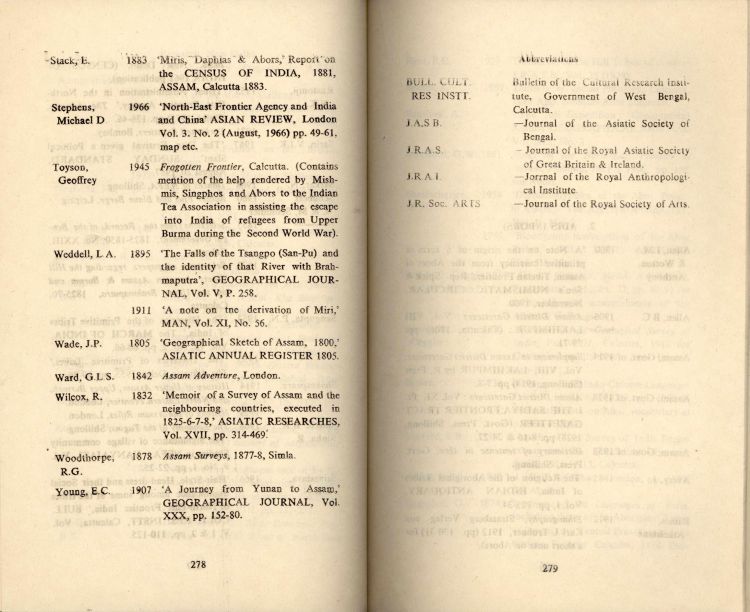 Stack, E. 1883 'Miris, Daphlas & Abors,' Report on
the CENSUS OF INDIA, 1881,
ASSAM, Calcutta 1883.
Stephens, 1966 'North-East Frontier Agency and India
Michael D and China' ASIAN REVIEW, London
Vol. 3. No. 2 (August, 1966) pp. 49-61,
map etc.
Toyson, 1945 Fragotten Frontier, Calcutta. (Contains
Geoffrey mention of the help rendered by Mish-
mis, Singphos and Abors to the Indian
Tea Association in assisting the escape
into India of refugees from Upper
Burma during the Second World War).
Weddell, L A. 1895 'The Falls of the Tsangpo (San-Pu) and
the identity of that River with Brah-
maputra', GEOGRAPHICAL JOUR-
NAL, Vol. V, P. 258.
1911 'A note on tne derivation of Miri,'
MAN, Vol. XI, No. 56.
Wade, J.P. 1805 'Geographical Sketch of Assam, 1800,'
ASIATIC ANNUAL REGISTER 1805.
Ward, G.L S. 1842 Assam Adventure, London.
Wilcox, R, 1832 'Memoir of a Survey of Assam and the
neighbouring countries, executed in
1825-6-7-8,' ASIATIC RESEARCHES,
Vol. XVII, pp. 314-469'.
Woodthorpe, 1878 Assam Surveys, 1877-8, Simla.
R.G.
Young, E.C. 1907 'A Journey from Yunan to Assam,'
GEOGRAPHICAL JOURNAL, Vol.
XXX, pp. 152-80.
278
Abbreviations
BULL. CULT. Bulletin of the Cultural Research Insti-
RES INSTT. tute, Government of West Bengal,
Calcutta.
J.A.S B. —Journal of the Asiatic Society of
Bengal.
J.R.A.S. - Journal of the Royal Asiatic Society
of Great Britain & Ireland.
J.R.A I. —Jorrnal of the Royal Anthropologi-
cal Institute.
J.R, Soc. ARTS —Journal of the Royal Society of Arts.
279